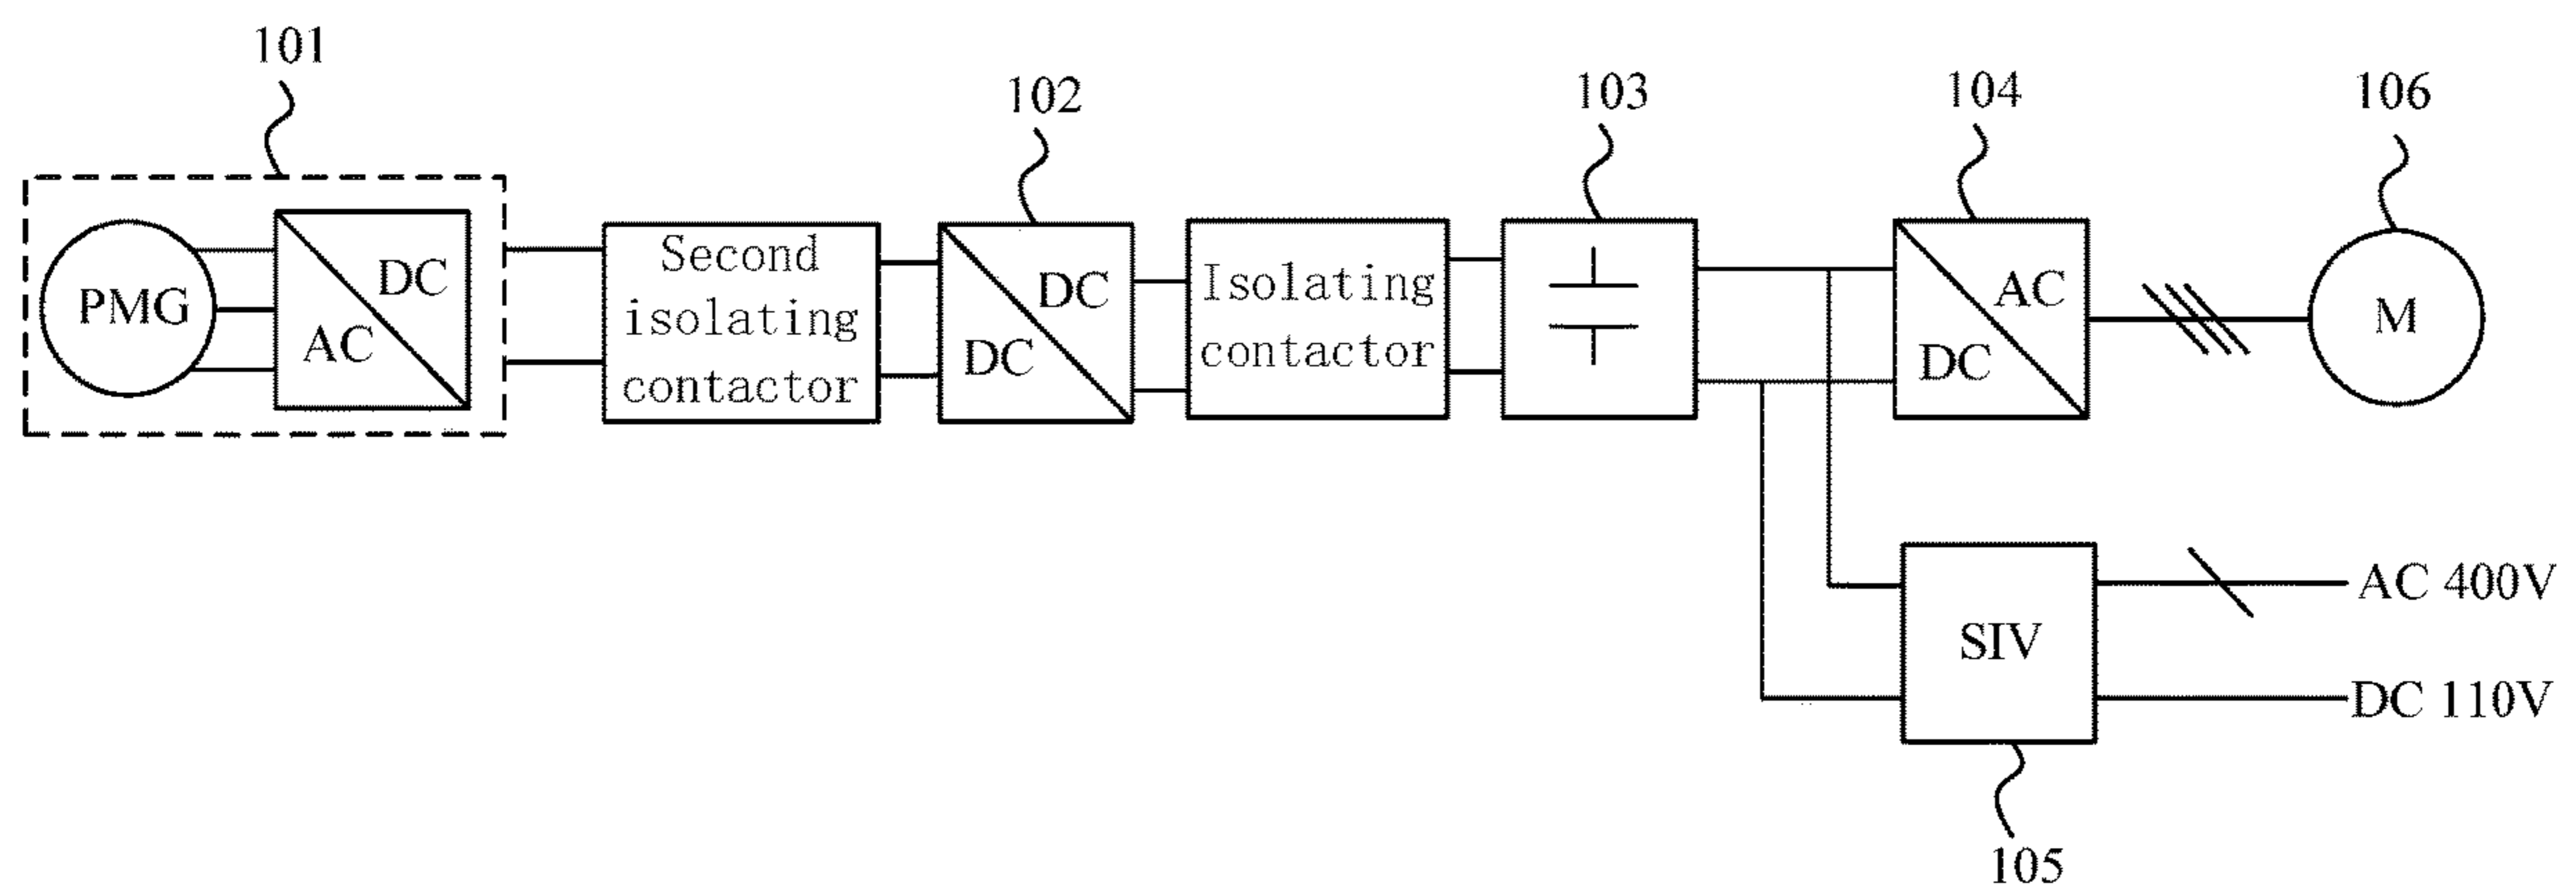 101
102
103
104
106
PMG
AC
DC
Second
isolating
contactor
DC
DC
Isolating
contactor
AC
DC
M
SIV
AC 400V
DC 110V
105